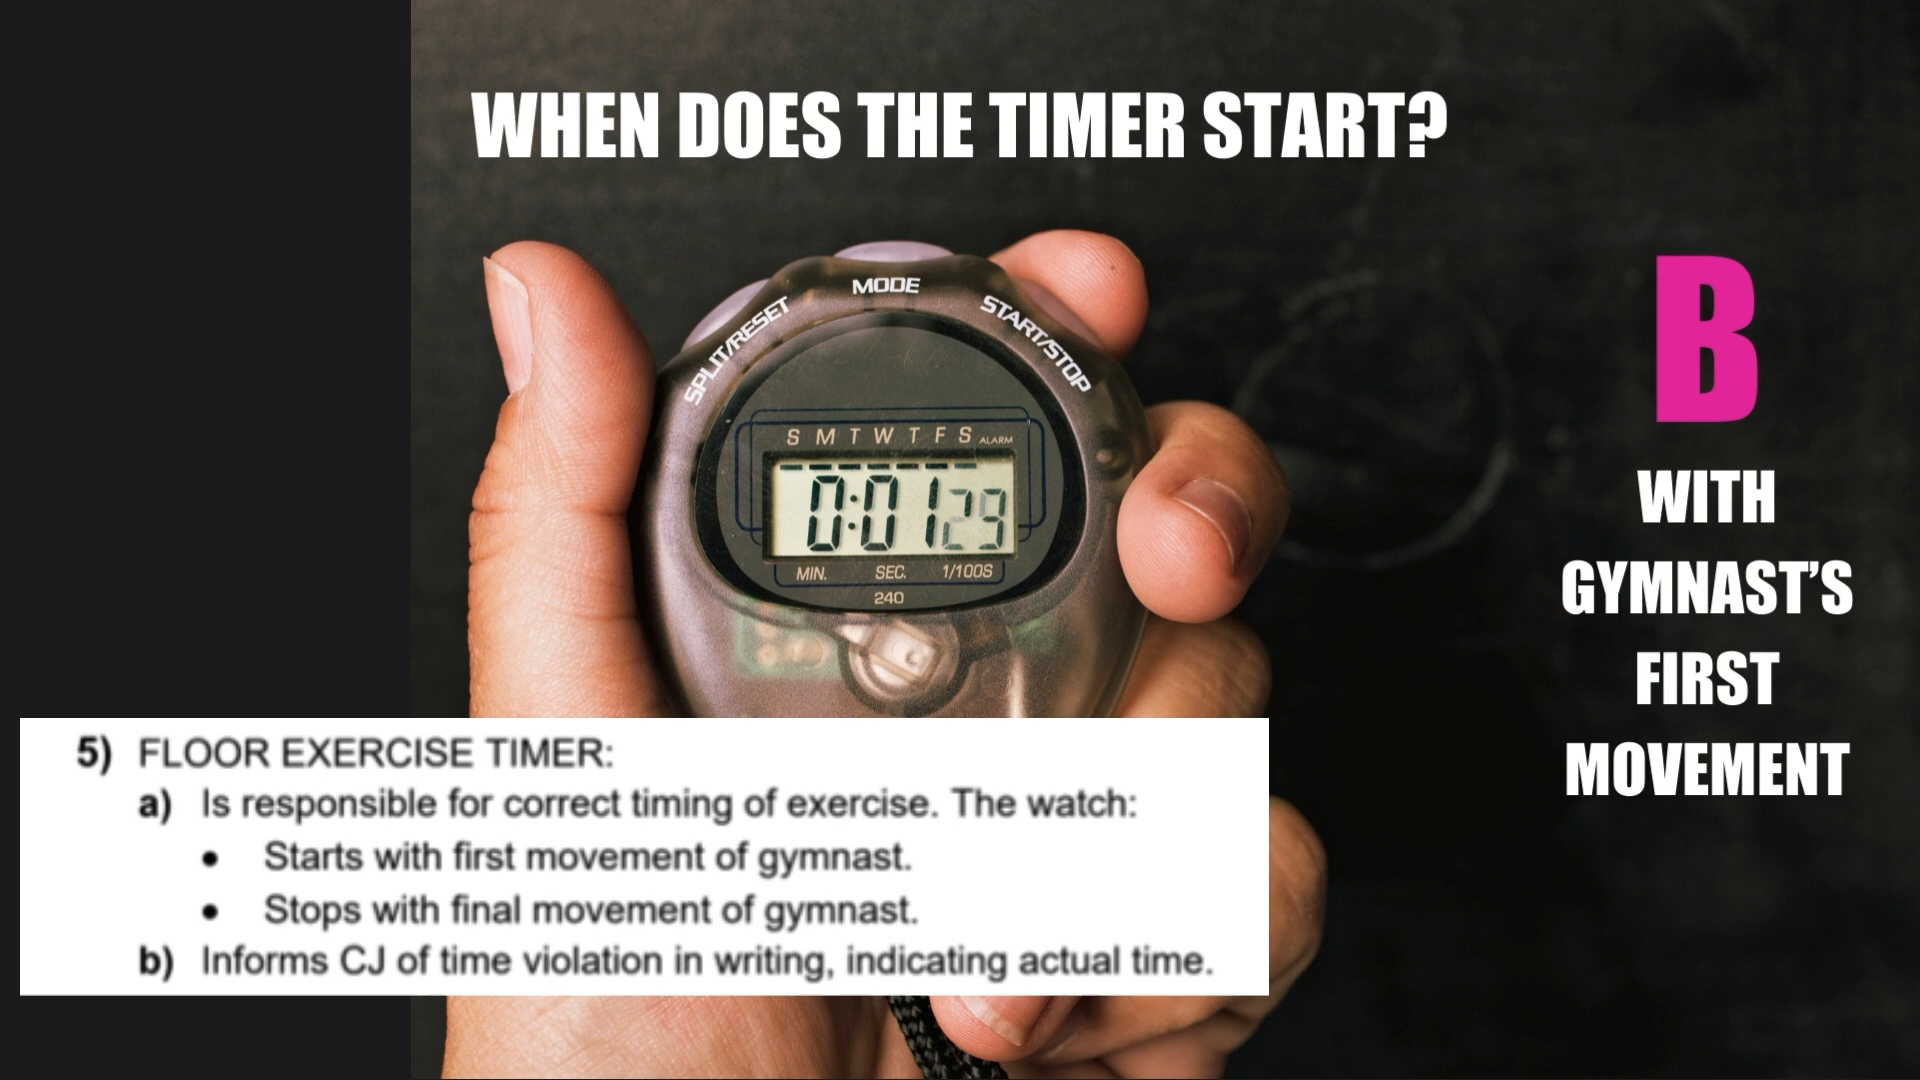 WHEN DOES THE TIMER START?
SPLIT/RESET
MODE
START/STOP
S M T W T F S ALARM
0:01 23
MIN. SEC. 1/100S
240
B
WITH
GYMNAST'S
FIRST
MOVEMENT
5) FLOOR EXERCISE TIMER:
a) Is responsible for correct timing of exercise. The watch:
• Starts with first movement of gymnast.
• Stops with final movement of gymnast.
b) Informs CJ of time violation in writing, indicating actual time.